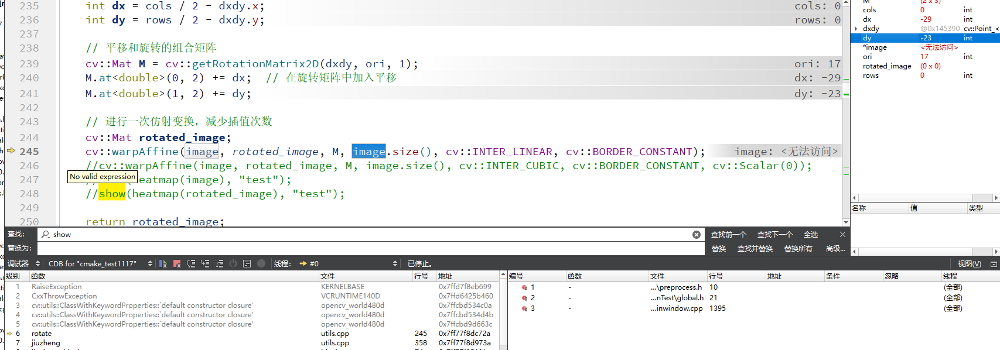 235 int dx = cols / 2 - dxdy.x; cols: 0
236 int dy = rows / 2 - dxdy.y; rows: 0
237
238 // 平移和旋转的组合矩阵
239 cv::Mat M = cv::getRotationMatrix2D(dxdy, ori, 1); ori: 17
240 M.at<double>(0, 2) += dx; // 在旋转矩阵中加入平移 dx: -29
241 M.at<double>(1, 2) += dy; dy: -23
242
243 // 进行一次仿射变换，减少插值次数
244 cv::Mat rotated_image;
245 cv::warpAffine(image, rotated_image, M, image.size(), cv::INTER_LINEAR, cv::BORDER_CONSTANT); image: <无法访问>
246 //cv::warpAffine(image, rotated_image, M, image.size(), cv::INTER_CUBIC, cv::BORDER_CONSTANT, cv::Scalar(0));
No valid expression
247 heatmap(image), "test");
248 //show(heatmap(rotated_image), "test");
249
250 return rotated_image;
M (2 x 3)
cols 0 int
dx -29 int
dxdy @0x145390 cv::Point_<
dy -23 int
*image <无法访问>
ori 17 int
rotated_image (0 x 0)
rows 0 int
名称 值 类型
查找: show 查找前一个 查找下一个 全选
替换为: 替换 查找并替换 替换所有 高级...
调试器 CDB for "cmake_test1117" 线程: #0 已停止。 视图(V)
级别 函数 文件 行号 地址
1 RaiseException KERNELBASE 0x7ffd7f8eb699
2 CxxThrowException VCRUNTIME140D 0x7ffd6425b460
3 cv::utils::ClassWithKeywordProperties::`default constructor closure' opencv_world480d 0x7ffcbd534c0a
4 cv::utils::ClassWithKeywordProperties::`default constructor closure' opencv_world480d 0x7ffcbd534d4b
5 cv::utils::ClassWithKeywordProperties::`default constructor closure' opencv_world480d 0x7ffcbd9d663c
6 rotate utils.cpp 245 0x7ff77f8dc72a
7 jiuzheng utils.cpp 358 0x7ff77f8d973a
编号 函数 文件 行号 地址 条件 忽略 线程
1 - ...\preprocess.h 10 (全部)
2 - ...nTest\global.h 21 (全部)
3 - ...inwindow.cpp 1395 (全部)